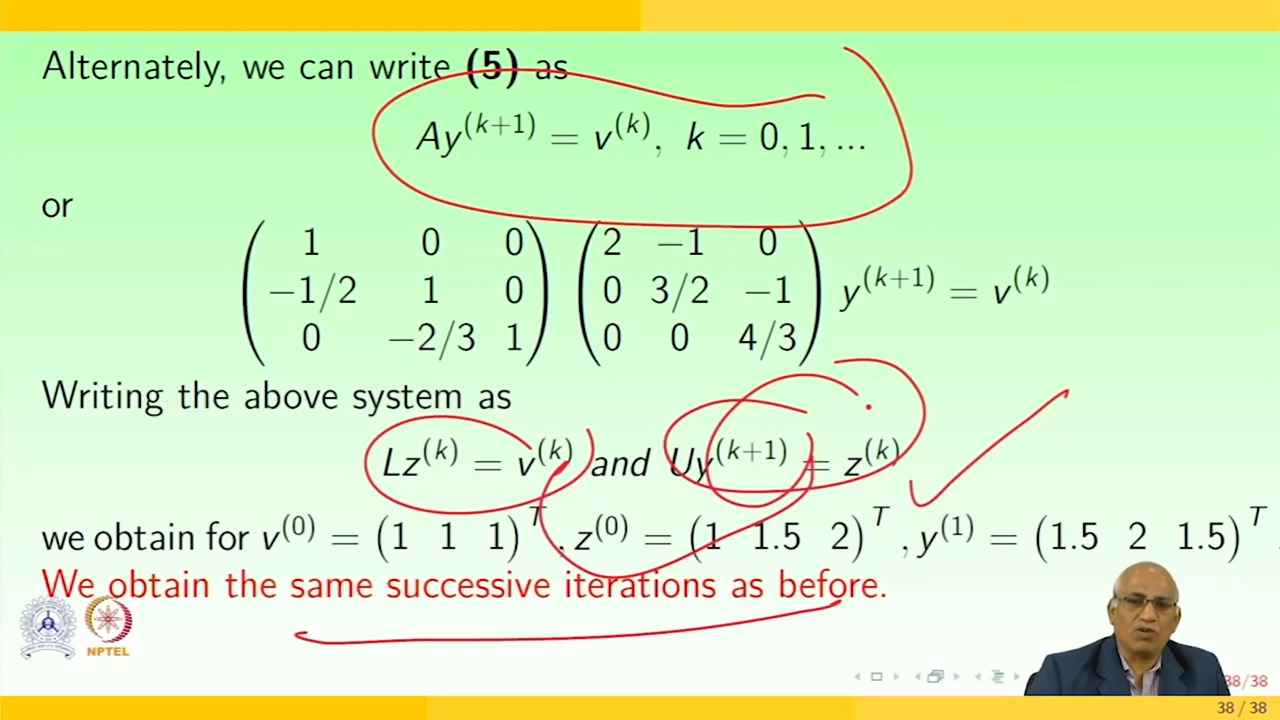 Alternately, we can write (5) as
Ay^(k+1) = v^(k), k = 0, 1, ...
or
( 1 0 0 ) ( 2 −1 0 )
( −1/2 1 0 ) ( 0 3/2 −1 ) y^(k+1) = v^(k)
( 0 −2/3 1 ) ( 0 0 4/3 )
Writing the above system as
Lz^(k) = v^(k) and Uy^(k+1) = z^(k)
we obtain for v^(0) = (1 1 1)^T, z^(0) = (1 1.5 2)^T, y^(1) = (1.5 2 1.5)^T.
We obtain the same successive iterations as before.
NPTEL
38/38
38 / 38